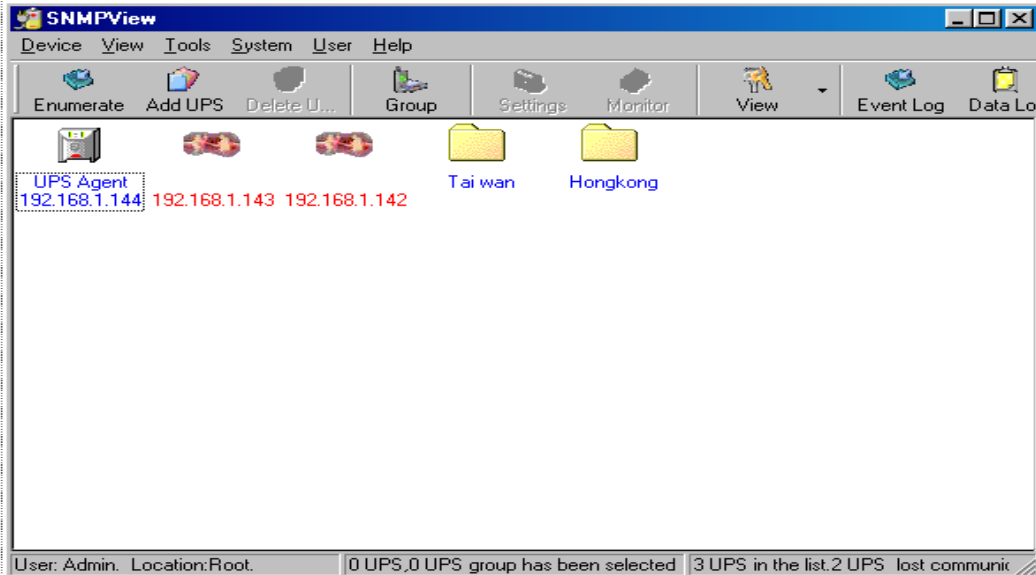 SNMPView
Device View Tools System User Help
Enumerate Add UPS Delete U... Group Settings Monitor View Event Log Data Lo
UPS Agent
192.168.1.144
192.168.1.143
192.168.1.142
Tai wan
Hongkong
User: Admin. Location:Root.
0 UPS,0 UPS group has been selected
3 UPS in the list.2 UPS lost communic